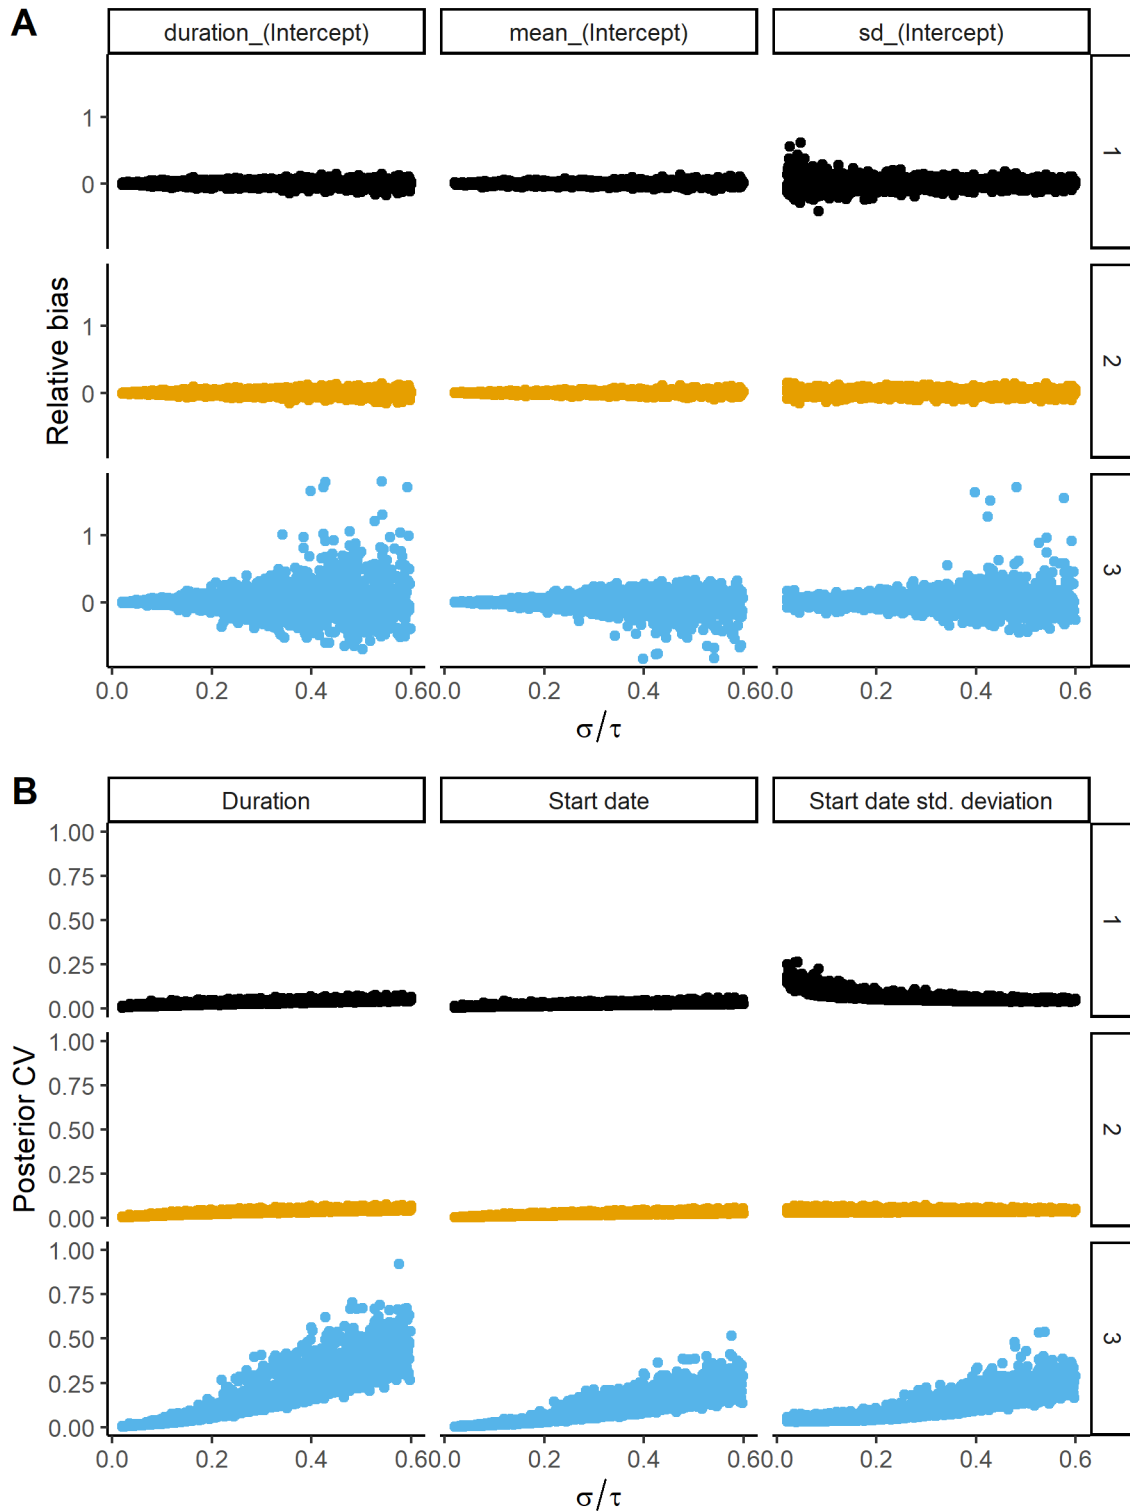 A
duration_(Intercept) mean_(Intercept) sd_(Intercept)
1
0
1
1
0
2
1
0
3
Relative bias
0.0 0.2 0.4 0.60.0 0.2 0.4 0.60.0 0.2 0.4 0.6
σ/τ
B
Duration Start date Start date std. deviation
1.00
0.75
0.50
0.25
0.00
1
1.00
0.75
0.50
0.25
0.00
2
1.00
0.75
0.50
0.25
0.00
3
Posterior CV
0.0 0.2 0.4 0.60.0 0.2 0.4 0.60.0 0.2 0.4 0.6
σ/τ